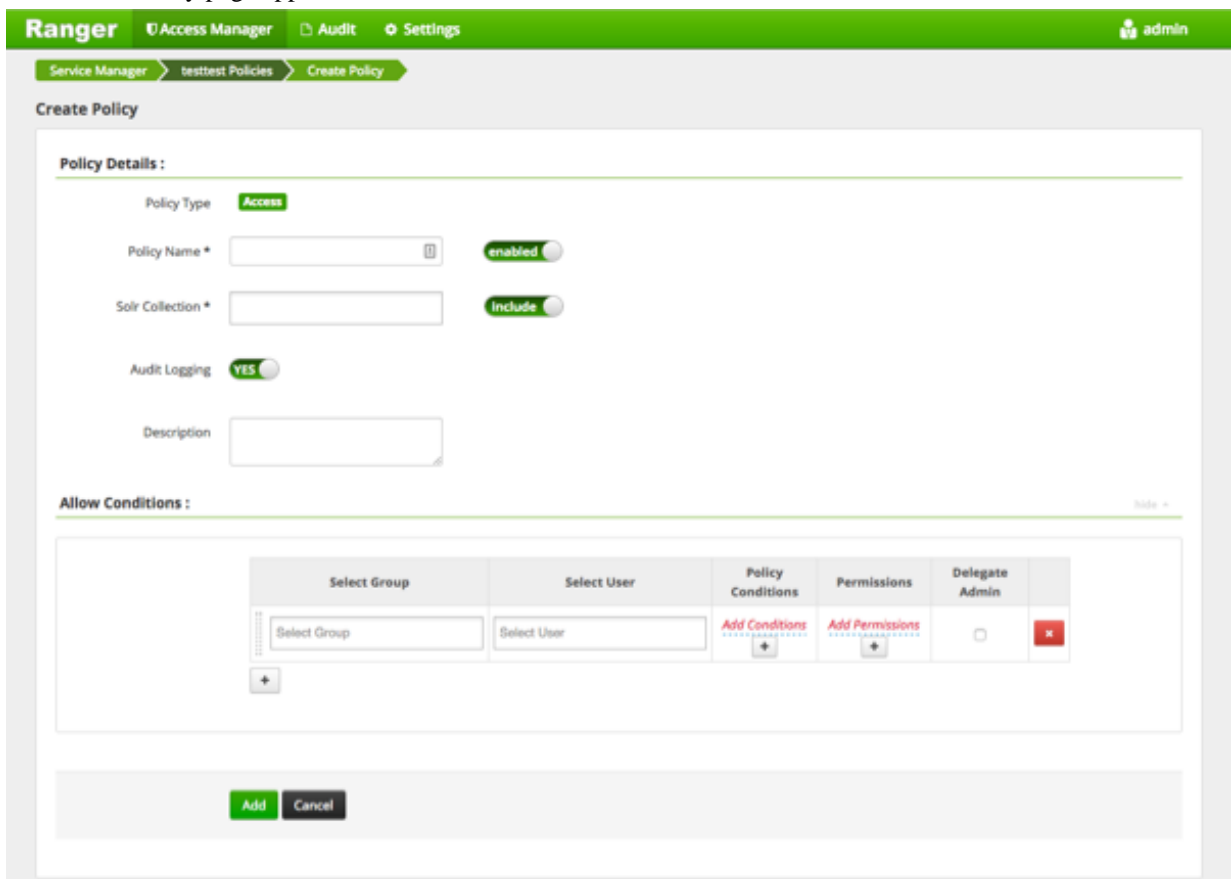 Ranger Access Manager Audit Settings admin
Service Manager testtest Policies Create Policy
Create Policy
Policy Details :
Policy Type Access
Policy Name * enabled
Solr Collection * Include
Audit Logging YES
Description
Allow Conditions :
hide
Select Group Select User Policy Conditions Permissions Delegate Admin
Select Group Select User Add Conditions + Add Permissions +
+
Add Cancel